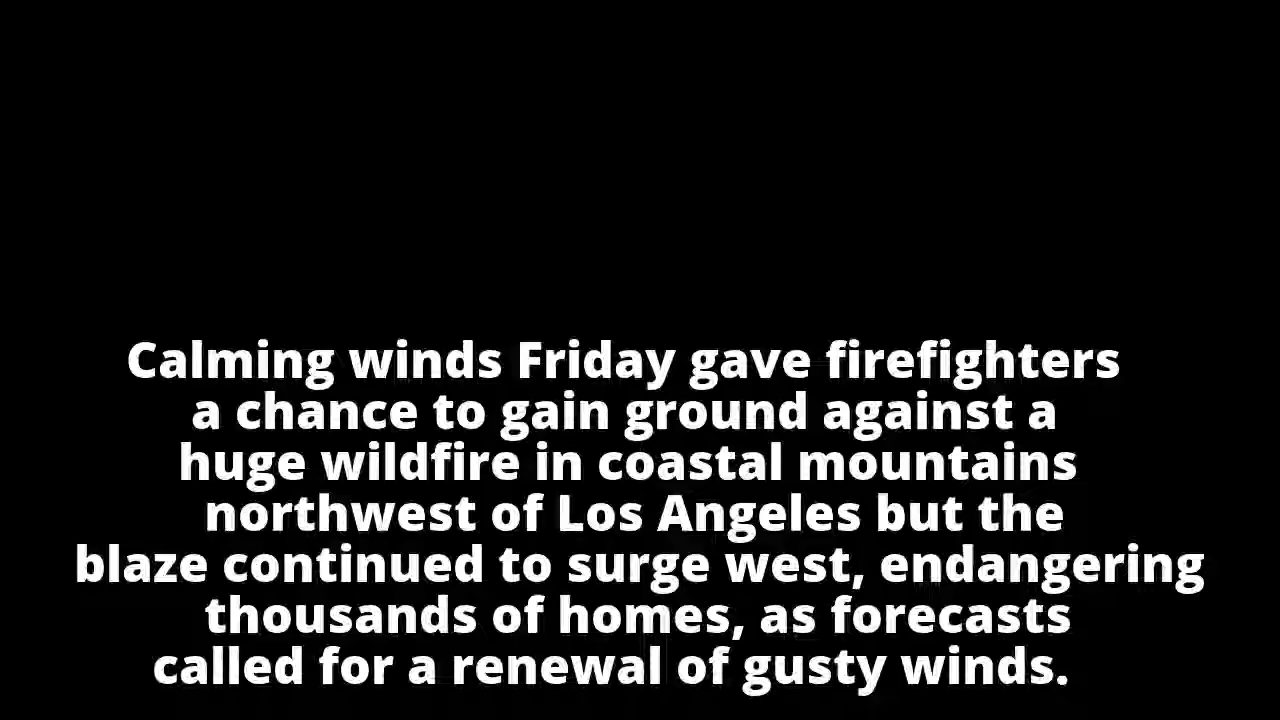 Calming winds Friday gave firefighters
a chance to gain ground against a
huge wildfire in coastal mountains
northwest of Los Angeles but the
blaze continued to surge west, endangering
thousands of homes, as forecasts
called for a renewal of gusty winds.